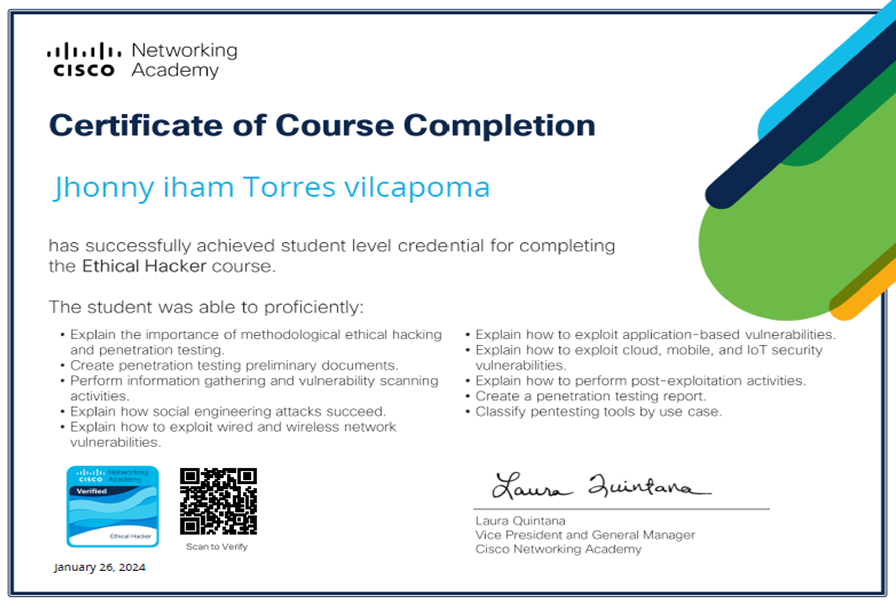 Networking
CISCO Academy
Certificate of Course Completion
Jhonny iham Torres vilcapoma
has successfully achieved student level credential for completing
the Ethical Hacker course.
The student was able to proficiently:
• Explain the importance of methodological ethical hacking
and penetration testing.
• Create penetration testing preliminary documents.
• Perform information gathering and vulnerability scanning
activities.
• Explain how social engineering attacks succeed.
• Explain how to exploit wired and wireless network
vulnerabilities.
• Explain how to exploit application-based vulnerabilities.
• Explain how to exploit cloud, mobile, and IoT security
vulnerabilities.
• Explain how to perform post-exploitation activities.
• Create a penetration testing report.
• Classify pentesting tools by use case.
Networking
CISCO Academy
Verified
Ethical Hacker
Scan to Verify
January 26, 2024
Laura Quintana
Laura Quintana
Vice President and General Manager
Cisco Networking Academy